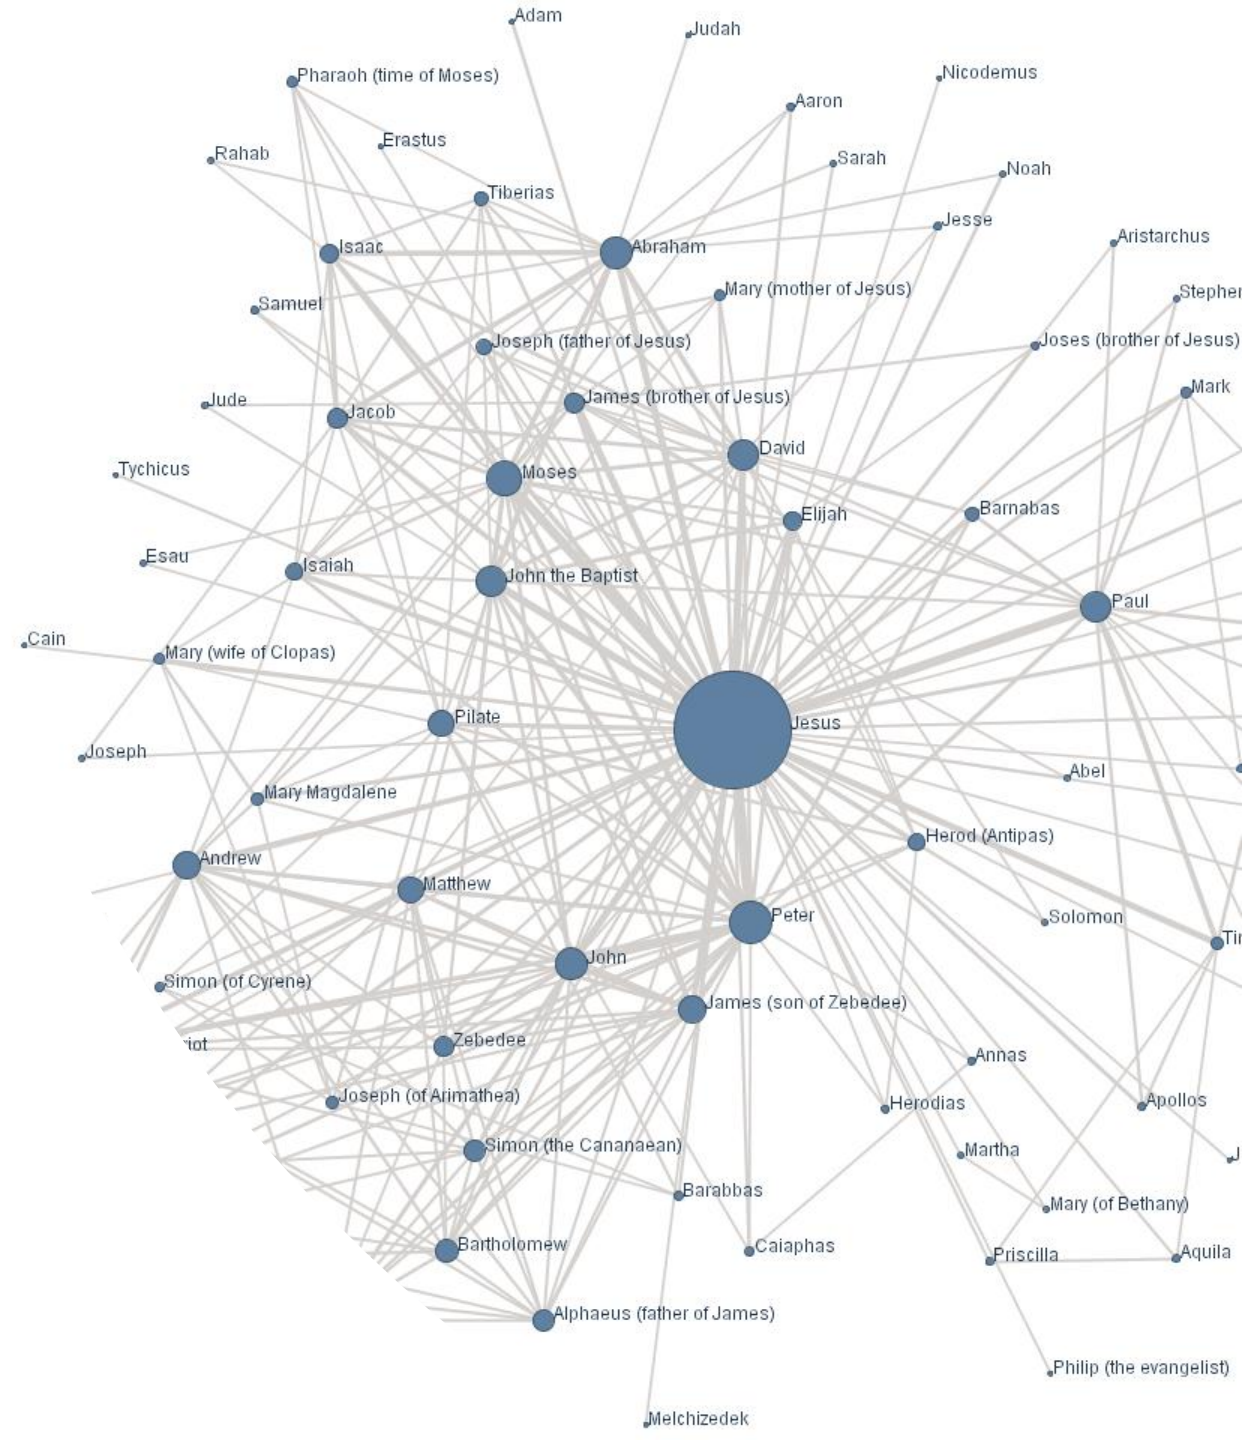 Adam
Judah
Nicodemus
Pharaoh (time of Moses)
Aaron
Erastus
Rahab
Sarah
Noah
Tiberias
Jesse
Aristarchus
Isaac
Abraham
Mary (mother of Jesus)
Samuel
Joseph (father of Jesus)
Joses (brother of Jesus)
Mark
James (brother of Jesus)
Jude
Jacob
David
Tychicus
Moses
Elijah
Barnabas
Esau
Isaiah
John the Baptist
Paul
Cain
Mary (wife of Clopas)
Pilate
Jesus
Joseph
Abel
Mary Magdalene
Herod (Antipas)
Andrew
Matthew
Peter
Solomon
John
Simon (of Cyrene)
James (son of Zebedee)
Zebedee
Annas
Joseph (of Arimathea)
Herodias
Apollos
Simon (the Cananaean)
Martha
Barabbas
Mary (of Bethany)
Bartholomew
Caiaphas
Priscilla
Aquila
Alphaeus (father of James)
Philip (the evangelist)
Melchizedek